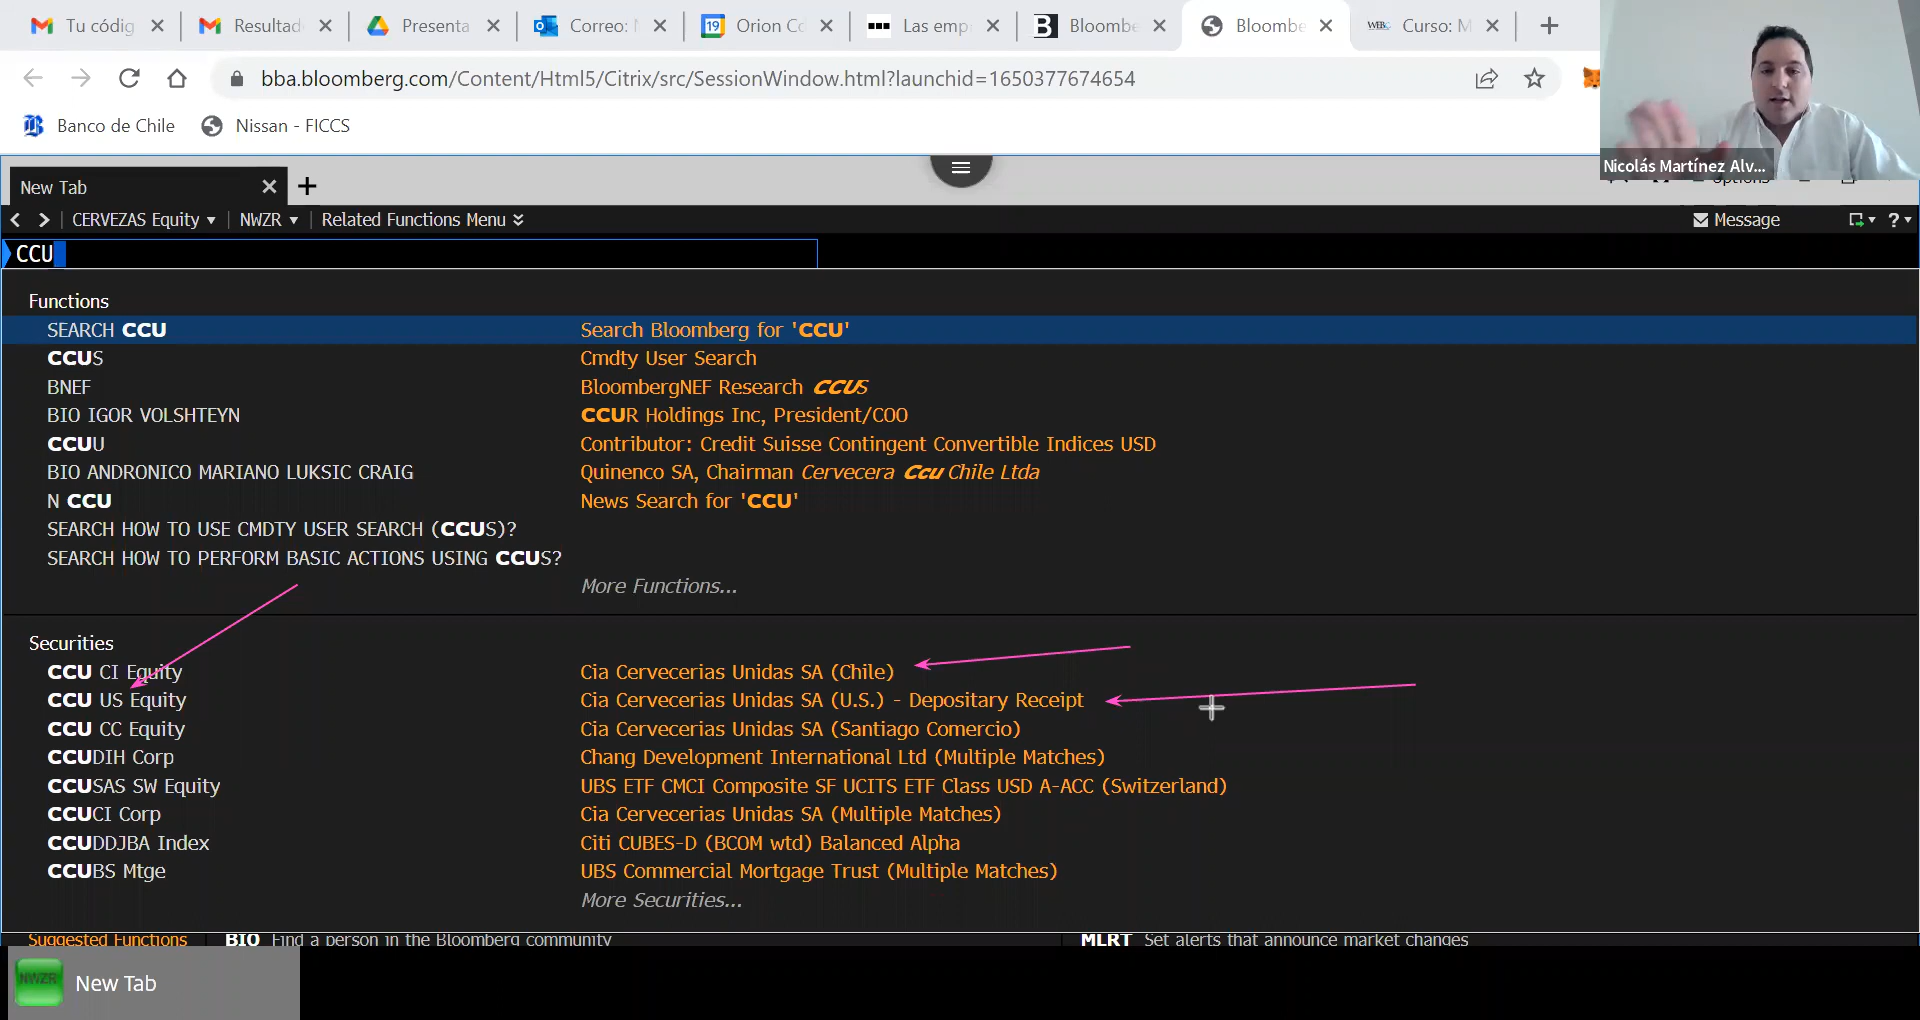 Tu códig
Resultad
Presenta
Correo: N
19 Orion Co
Las emp
B Bloombe
Bloombe
WEBC Curso: M
bba.bloomberg.com/Content/Html5/Citrix/src/SessionWindow.html?launchid=1650377674654
Banco de Chile
Nissan - FICCS
Nicolás Martínez Alv...
New Tab
options
CERVEZAS Equity
NWZR
Related Functions Menu
Message
?
CCU
Functions
SEARCH CCU Search Bloomberg for 'CCU'
CCUS Cmdty User Search
BNEF BloombergNEF Research CCUS
BIO IGOR VOLSHTEYN CCUR Holdings Inc, President/COO
CCUU Contributor: Credit Suisse Contingent Convertible Indices USD
BIO ANDRONICO MARIANO LUKSIC CRAIG Quinenco SA, Chairman Cervecera Ccu Chile Ltda
N CCU News Search for 'CCU'
SEARCH HOW TO USE CMDTY USER SEARCH (CCUS)?
SEARCH HOW TO PERFORM BASIC ACTIONS USING CCUS?
More Functions...
Securities
CCU CI Equity Cia Cervecerias Unidas SA (Chile)
CCU US Equity Cia Cervecerias Unidas SA (U.S.) - Depositary Receipt
CCU CC Equity Cia Cervecerias Unidas SA (Santiago Comercio)
CCUDIH Corp Chang Development International Ltd (Multiple Matches)
CCUSAS SW Equity UBS ETF CMCI Composite SF UCITS ETF Class USD A-ACC (Switzerland)
CCUCI Corp Cia Cervecerias Unidas SA (Multiple Matches)
CCUDDJBA Index Citi CUBES-D (BCOM wtd) Balanced Alpha
CCUBS Mtge UBS Commercial Mortgage Trust (Multiple Matches)
More Securities...
Suggested Functions BIO Find a person in the Bloomberg community MLRT Set alerts that announce market changes
NWZR New Tab